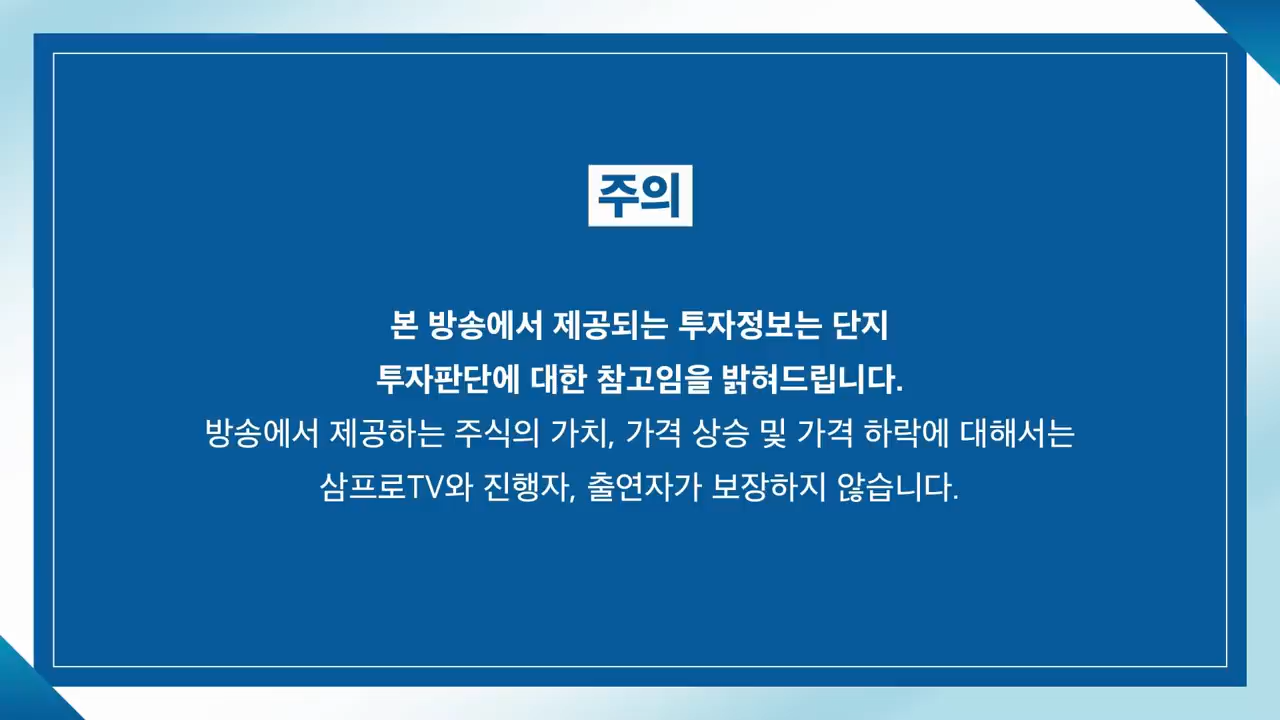 주의
본 방송에서 제공되는 투자정보는 단지
투자판단에 대한 참고임을 밝혀드립니다.
방송에서 제공하는 주식의 가치, 가격 상승 및 가격 하락에 대해서는
삼프로TV와 진행자, 출연자가 보장하지 않습니다.